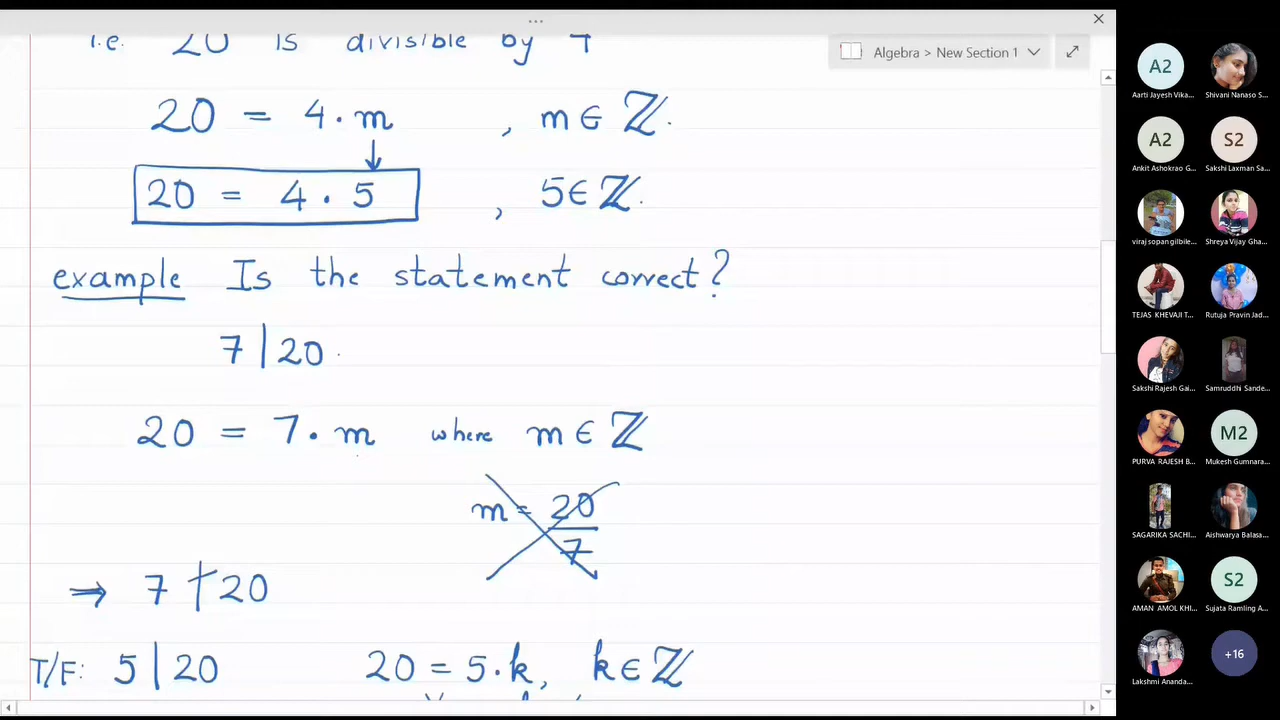 i.e. 20 is divisible by 4
Algebra > New Section 1
20 = 4 . m , m ∈ ℤ.
↓
20 = 4 . 5 , 5 ∈ ℤ.
example Is the statement correct?
7 | 20.
20 = 7 . m where m ∈ ℤ
m = 20/7
⇒ 7 ∤ 20
T/F: 5 | 20 20 = 5 . k, k ∈ ℤ
A2
Aarti Jayesh Vika...
Shivani Nanaso S...
A2
Ankit Ashokrao G...
S2
Sakshi Laxman Sa...
viraj sopan gilbile...
Shreya Vijay Gha...
TEJAS KHEVAJI T...
Rutuja Pravin Jad...
Sakshi Rajesh Gai...
Samruddhi Sande...
PURVA RAJESH B...
M2
Mukesh Gumnara...
SAGARIKA SACHI...
Aishwarya Balasa...
AMAN AMOL KHI...
S2
Sujata Ramling A...
Lakshmi Ananda...
+16